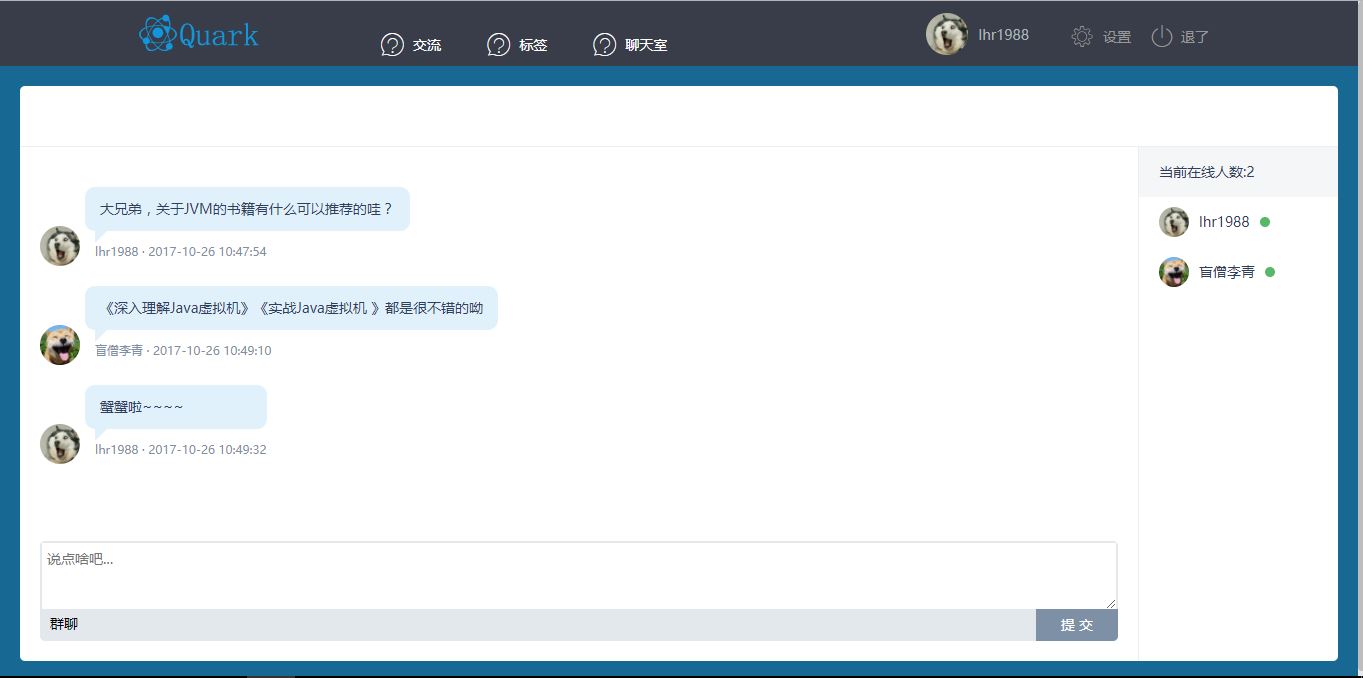 Quark
交流
标签
聊天室
lhr1988
设置
退了
当前在线人数:2
大兄弟，关于JVM的书籍有什么可以推荐的哇？
lhr1988 · 2017-10-26 10:47:54
《深入理解Java虚拟机》《实战Java虚拟机 》都是很不错的呦
盲僧李青 · 2017-10-26 10:49:10
蟹蟹啦~~~~
lhr1988 · 2017-10-26 10:49:32
lhr1988
盲僧李青
说点啥吧...
群聊
提 交